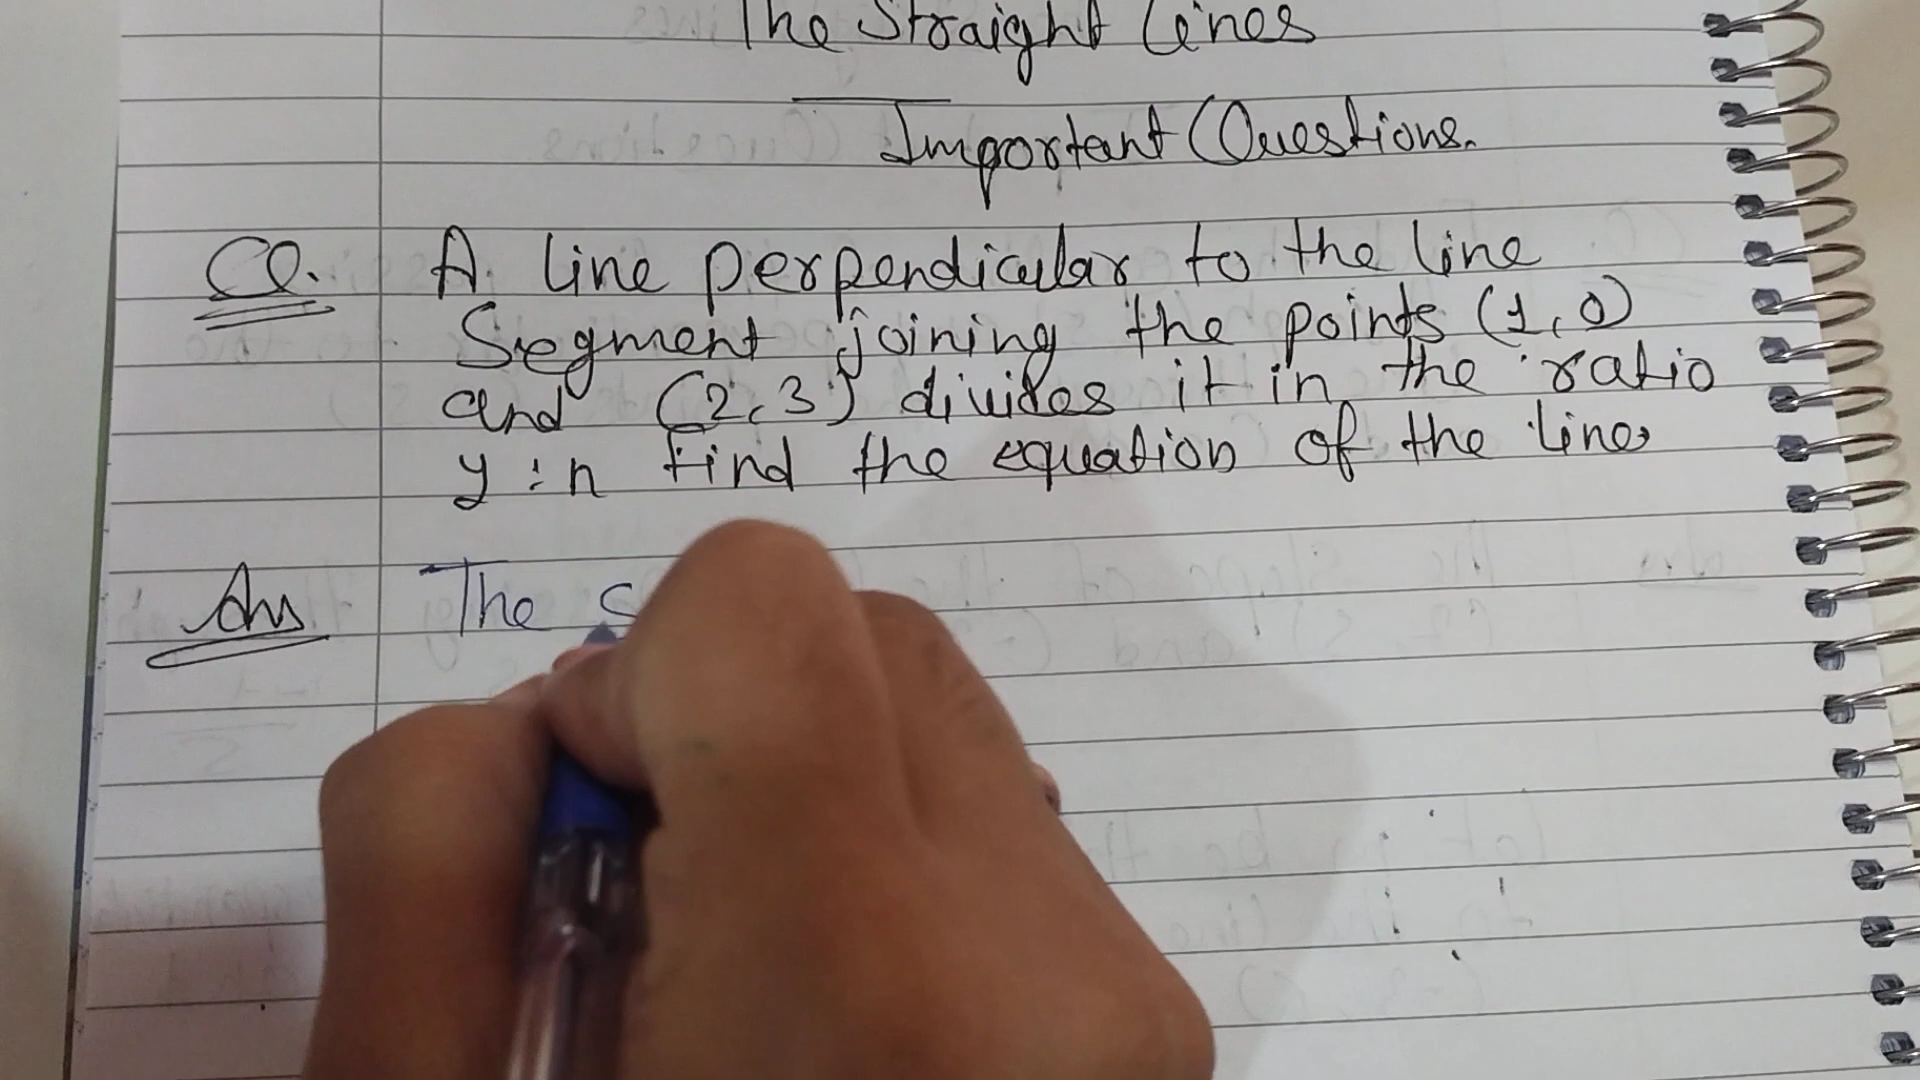 The Straight Lines
Important Questions.
Q. A line perpendicular to the line
Segment joining the points (1,0)
and (2,3) divides it in the ratio
y:n find the equation of the line,
Ans The S